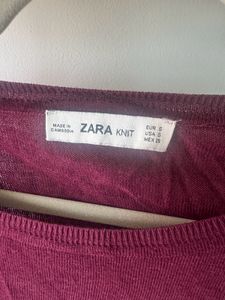 MADE IN
CAMBODIA
ZARA KNIT
EUR S
USA S
MEX 26